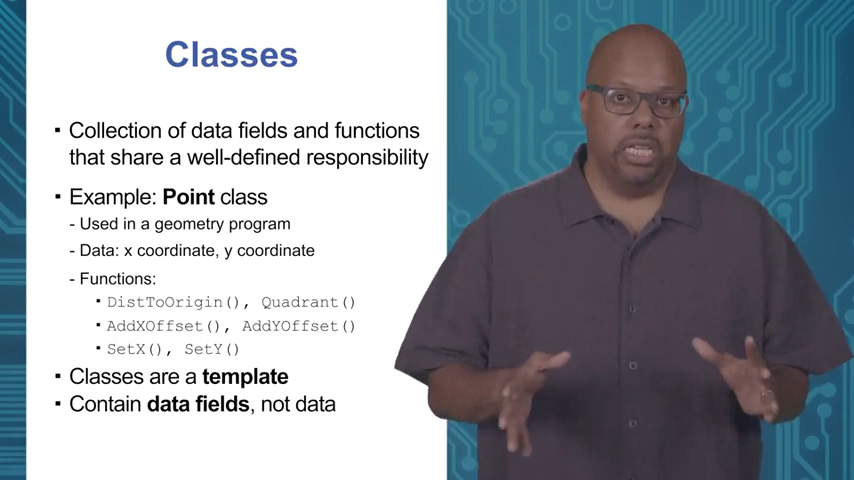 Classes
▪ Collection of data fields and functions
that share a well-defined responsibility
▪ Example: Point class
- Used in a geometry program
- Data: x coordinate, y coordinate
- Functions:
▪ DistToOrigin(), Quadrant()
▪ AddXOffset(), AddYOffset()
▪ SetX(), SetY()
▪ Classes are a template
▪ Contain data fields, not data